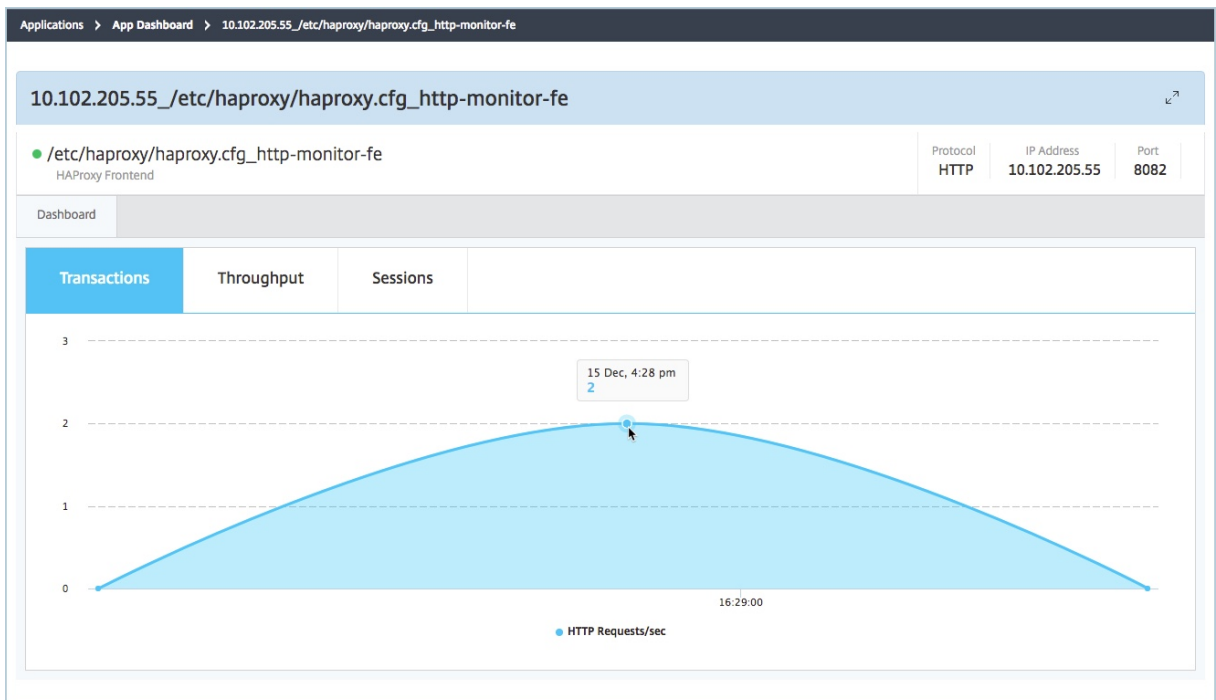 Applications > App Dashboard > 10.102.205.55_/etc/haproxy/haproxy.cfg_http-monitor-fe
10.102.205.55_/etc/haproxy/haproxy.cfg_http-monitor-fe
/etc/haproxy/haproxy.cfg_http-monitor-fe
HAProxy Frontend
Protocol IP Address Port
HTTP 10.102.205.55 8082
Dashboard
Transactions Throughput Sessions
3
15 Dec, 4:28 pm
2
2
1
0
16:29:00
HTTP Requests/sec